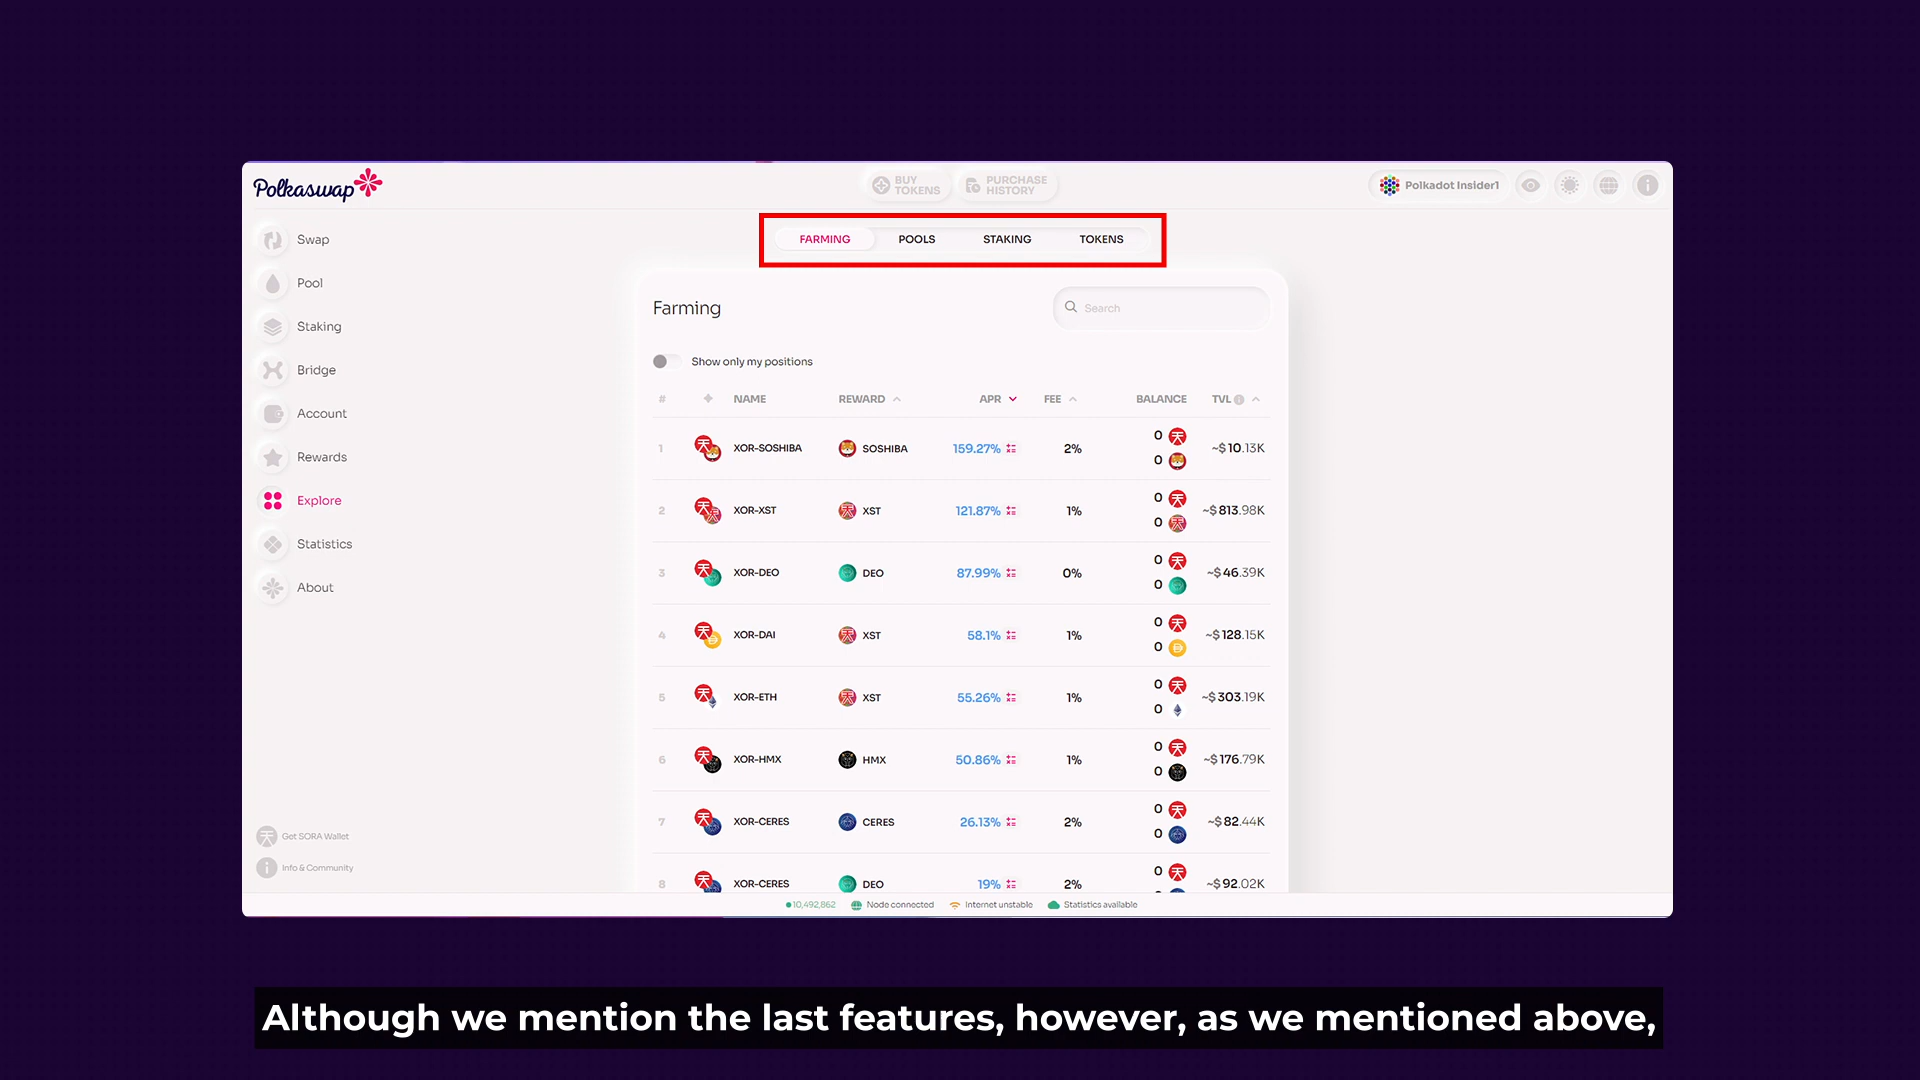 Polkaswap
BUY TOKENS
PURCHASE HISTORY
Polkadot Insider1
FARMING POOLS STAKING TOKENS
Swap
Pool
Staking
Bridge
Account
Rewards
Explore
Statistics
About
Get SORA Wallet
Info & Community
Farming
Search
Show only my positions
# NAME REWARD APR FEE BALANCE TVL
1 XOR-SOSHIBA SOSHIBA 159.27% 2% 0 0 ~$10.13K
2 XOR-XST XST 121.87% 1% 0 0 ~$813.98K
3 XOR-DEO DEO 87.99% 0% 0 0 ~$46.39K
4 XOR-DAI XST 58.1% 1% 0 0 ~$128.15K
5 XOR-ETH XST 55.26% 1% 0 0 ~$303.19K
6 XOR-HMX HMX 50.86% 1% 0 0 ~$176.79K
7 XOR-CERES CERES 26.13% 2% 0 0 ~$82.44K
8 XOR-CERES DEO 19% 2% 0 ~$92.02K
10,492,862 Node connected Internet unstable Statistics available
Although we mention the last features, however, as we mentioned above,